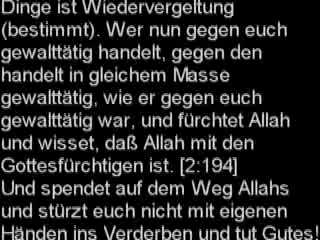 Dinge ist Wiedervergeltung
(bestimmt). Wer nun gegen euch
gewalttätig handelt, gegen den
handelt in gleichem Masse
gewalttätig, wie er gegen euch
gewalttätig war, und fürchtet Allah
und wisset, daß Allah mit den
Gottesfürchtigen ist. [2:194]
Und spendet auf dem Weg Allahs
und stürzt euch nicht mit eigenen
Händen ins Verderben und tut Gutes!